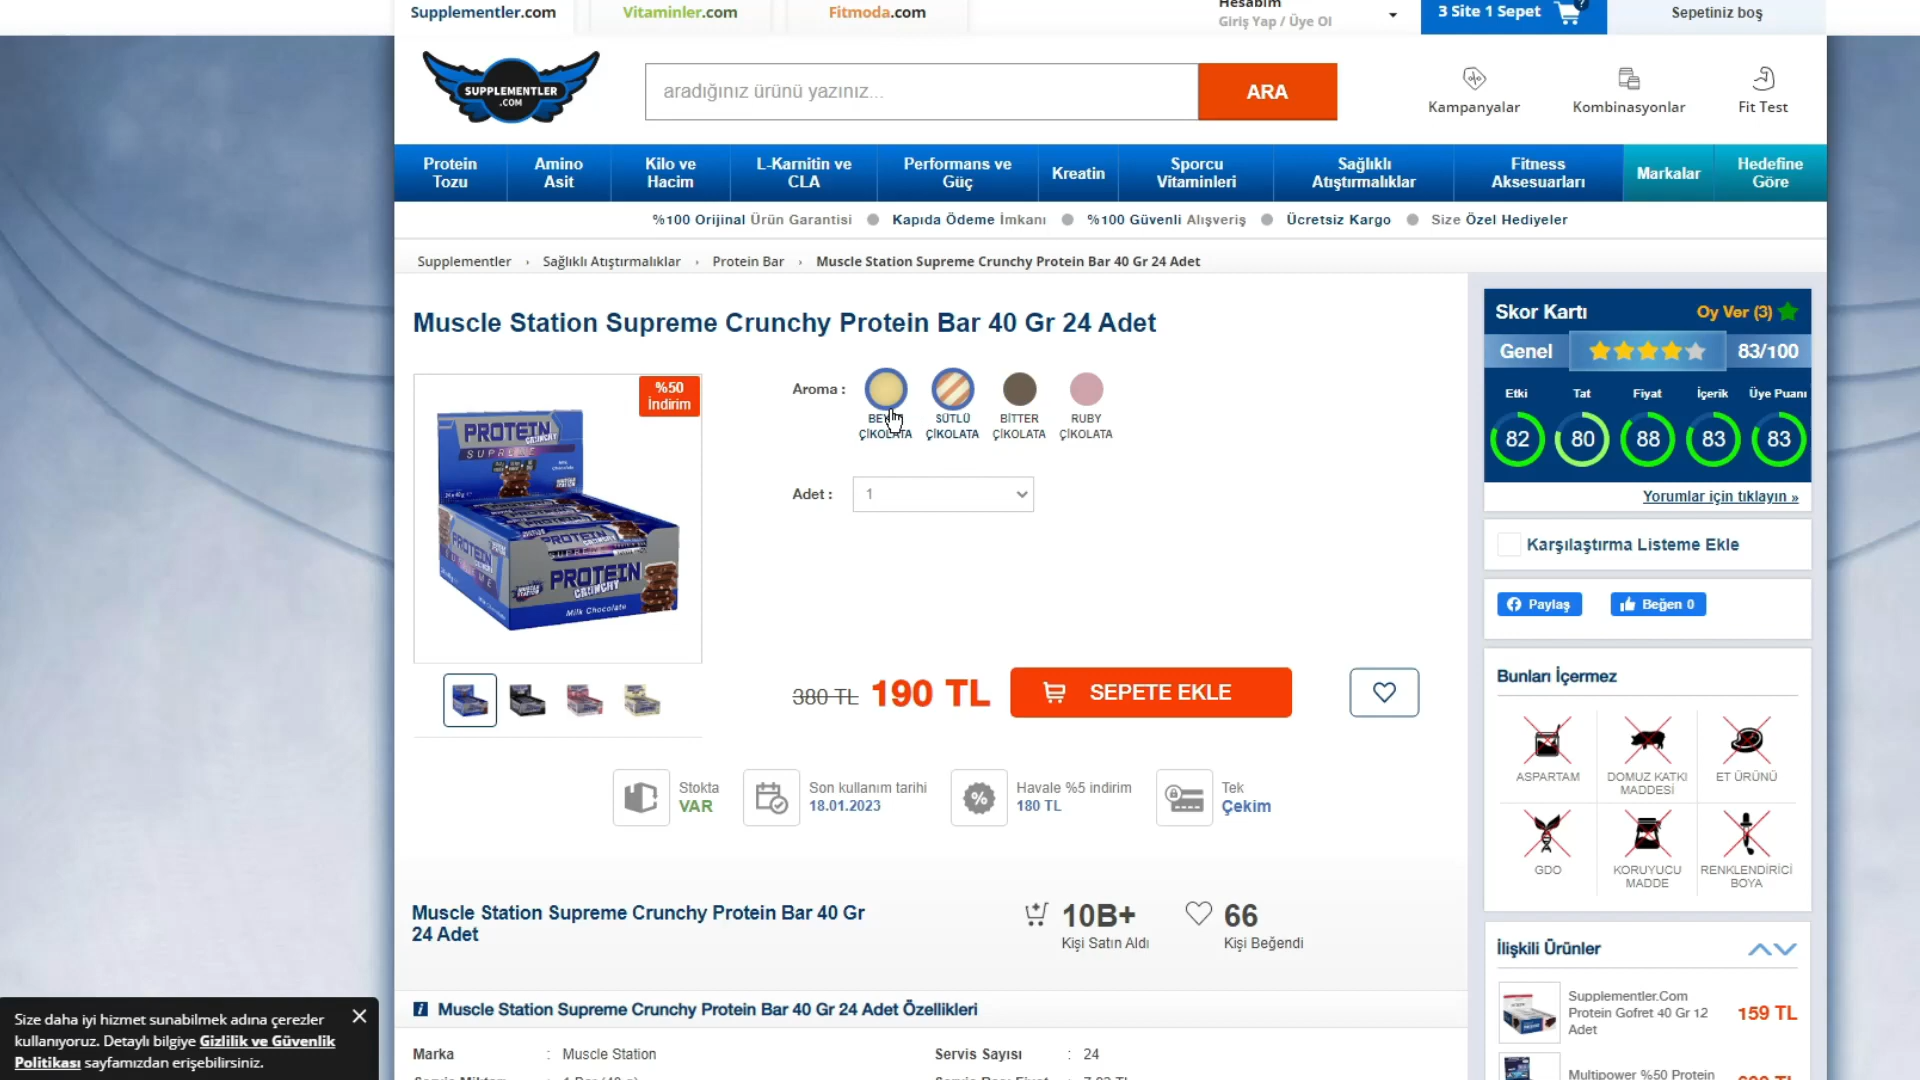 Supplementler.com
Vitaminler.com
Fitmoda.com
Hesabım
Giriş Yap / Üye Ol
3 Site 1 Sepet
?
Sepetiniz boş
SUPPLEMENTLER
.COM
aradığınız ürünü yazınız...
ARA
Kampanyalar
Kombinasyonlar
Fit Test
Protein
Tozu
Amino
Asit
Kilo ve
Hacim
L-Karnitin ve
CLA
Performans ve
Güç
Kreatin
Sporcu
Vitaminleri
Sağlıklı
Atıştırmalıklar
Fitness
Aksesuarları
Markalar
Hedefine
Göre
%100 Orijinal Ürün Garantisi
Kapıda Ödeme İmkanı
%100 Güvenli Alışveriş
Ücretsiz Kargo
Size Özel Hediyeler
Supplementler › Sağlıklı Atıştırmalıklar › Protein Bar › Muscle Station Supreme Crunchy Protein Bar 40 Gr 24 Adet
Muscle Station Supreme Crunchy Protein Bar 40 Gr 24 Adet
%50
İndirim
PROTEIN
CRUNCHY
SUPREME
PROTEIN
CRUNCHY
Milk Chocolate
Aroma :
ÇİKOLATA
SÜTLÜ
ÇİKOLATA
BİTTER
ÇİKOLATA
RUBY
ÇİKOLATA
Adet :
1
380 TL
190 TL
SEPETE EKLE
Stokta
VAR
Son kullanım tarihi
18.01.2023
%
Havale %5 indirim
180 TL
Tek
Çekim
Muscle Station Supreme Crunchy Protein Bar 40 Gr
24 Adet
10B+
Kişi Satın Aldı
66
Kişi Beğendi
i Muscle Station Supreme Crunchy Protein Bar 40 Gr 24 Adet Özellikleri
Marka : Muscle Station
Servis Sayısı : 24
Skor Kartı
Oy Ver (3)
Genel
83/100
Etki
Tat
Fiyat
İçerik
Üye Puanı
82
80
88
83
83
Yorumlar için tıklayın »
Karşılaştırma Listeme Ekle
Paylaş
Beğen 0
Bunları İçermez
ASPARTAM
DOMUZ KATKI
MADDESİ
ET ÜRÜNÜ
GDO
KORUYUCU
MADDE
RENKLENDİRİCİ
BOYA
İlişkili Ürünler
Supplementler.Com
Protein Gofret 40 Gr 12
Adet
159 TL
Multipower %50 Protein
Size daha iyi hizmet sunabilmek adına çerezler
kullanıyoruz. Detaylı bilgiye Gizlilik ve Güvenlik
Politikası sayfamızdan erişebilirsiniz.